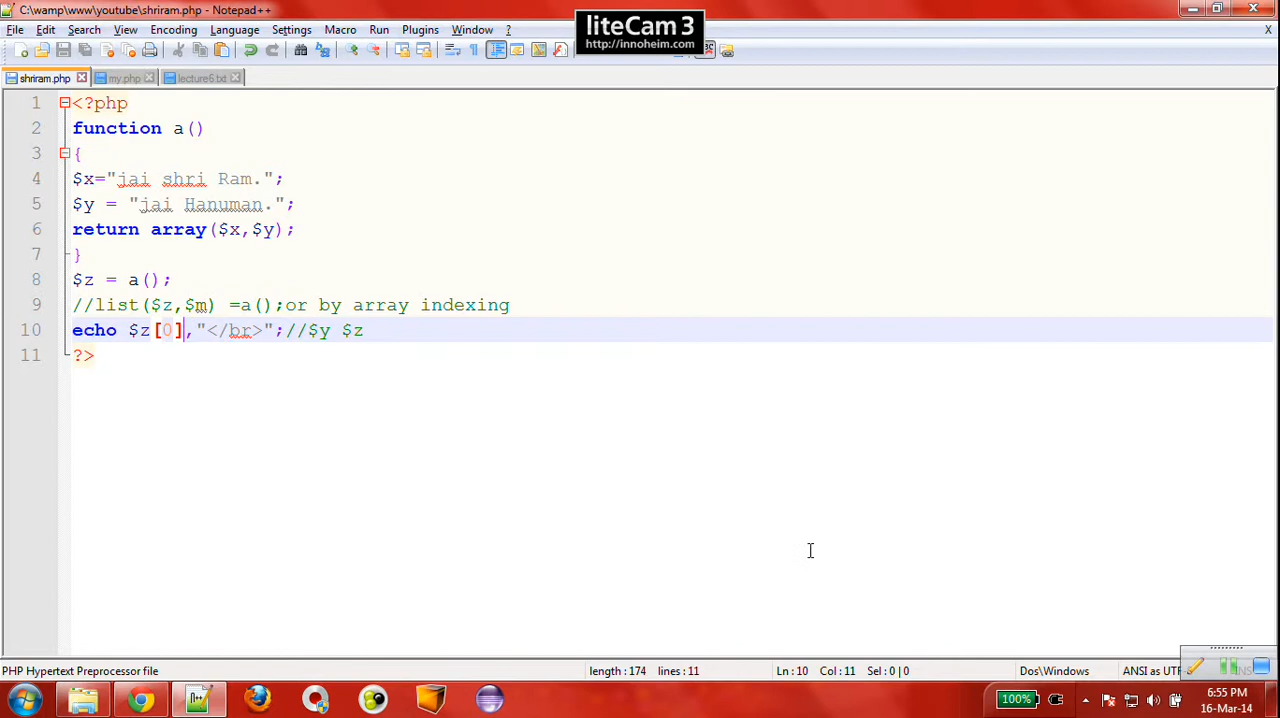 C:\wamp\www\youtube\shriram.php - Notepad++
liteCam 3
http://innoheim.com
File Edit Search View Encoding Language Settings Macro Run Plugins Window ? X
shriram.php my.php lecture6.txt
1 <?php
2 function a()
3 {
4 $x="jai shri Ram.";
5 $y = "jai Hanuman.";
6 return array($x,$y);
7 }
8 $z = a();
9 //list($z,$m) =a();or by array indexing
10 echo $z[0],"</br>";//$y $z
11 ?>
PHP Hypertext Preprocessor file length : 174 lines : 11 Ln : 10 Col : 11 Sel : 0 | 0 Dos\Windows ANSI as UTF INS
100% 6:55 PM
16-Mar-14